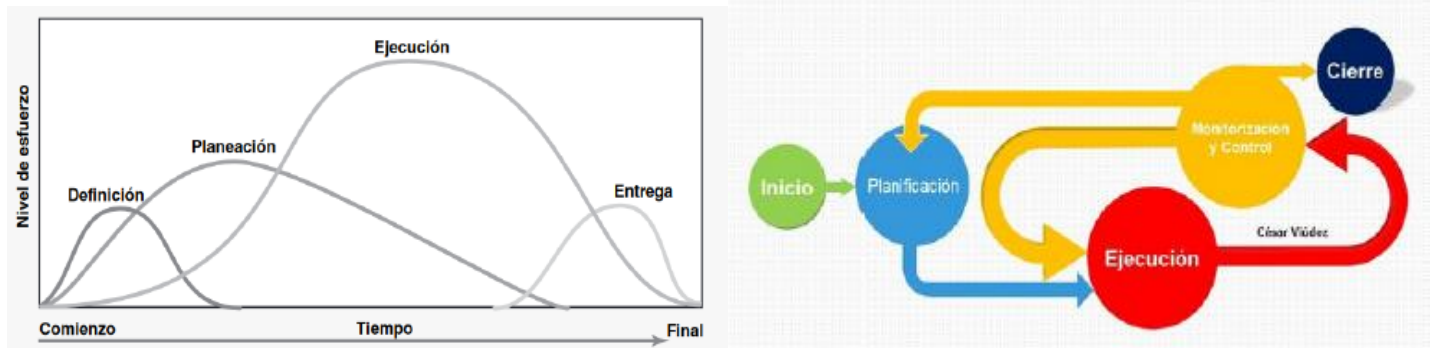 Nivel de esfuerzo
Definición
Planeación
Ejecución
Entrega
Comienzo
Tiempo
Final
Inicio
Planificación
Ejecución
Monitorización
y Control
Cierre
César Viúdez